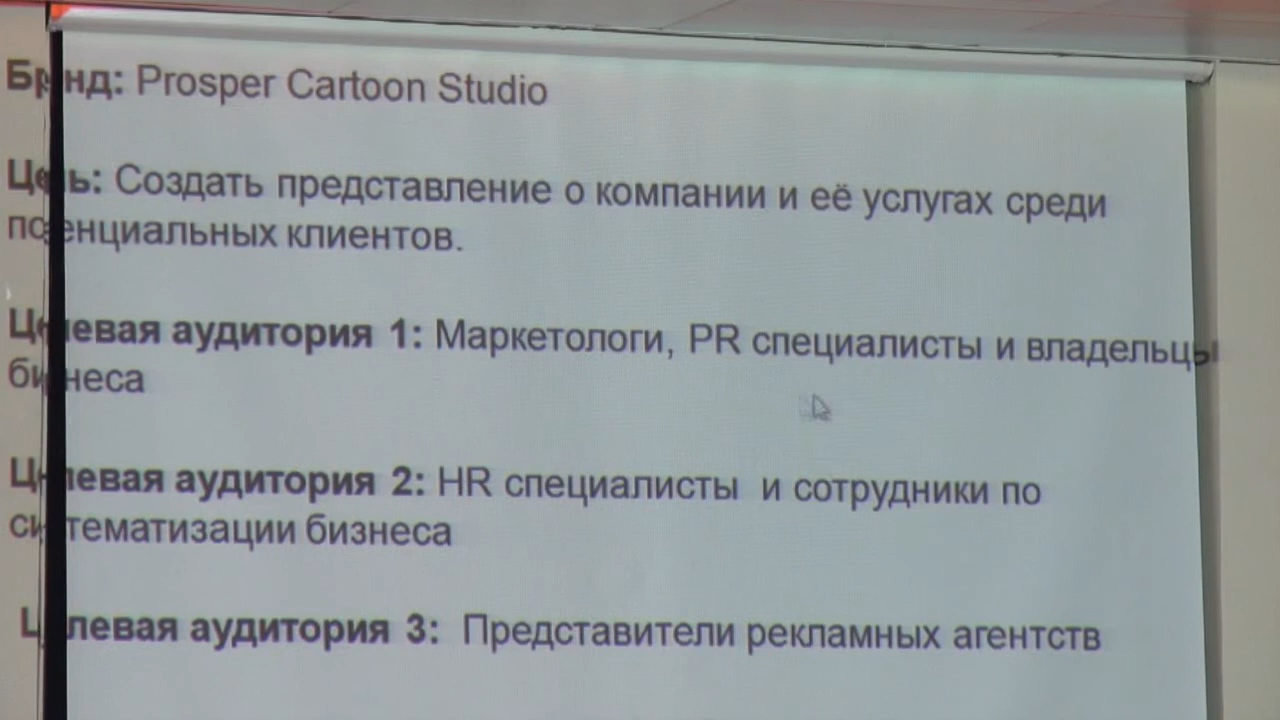 Бренд: Prosper Cartoon Studio
Цель: Создать представление о компании и её услугах среди
потенциальных клиентов.
Целевая аудитория 1: Маркетологи, PR специалисты и владельцы
бизнеса
Целевая аудитория 2: HR специалисты и сотрудники по
систематизации бизнеса
Целевая аудитория 3: Представители рекламных агентств